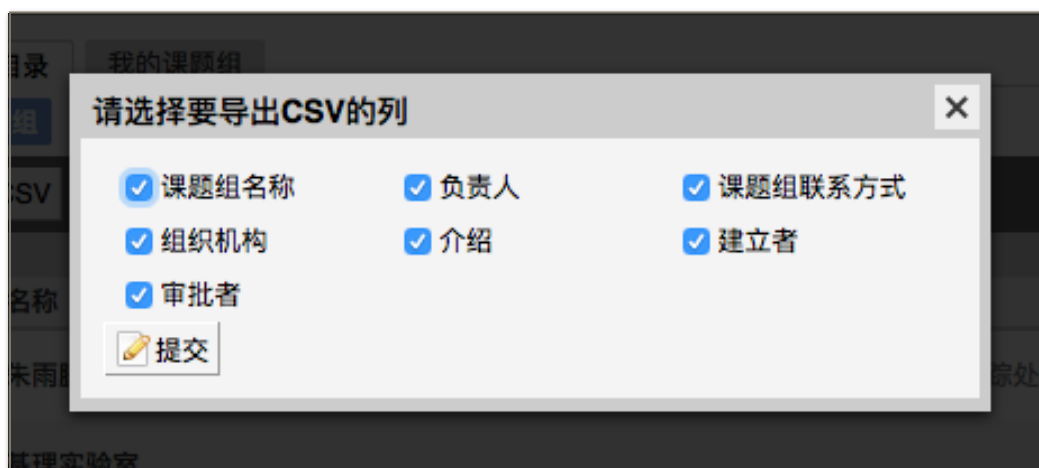 目录 我的课题组
组
请选择要导出CSV的列
CSV
课题组名称 负责人 课题组联系方式
组织机构 介绍 建立者
审批者
名称
提交
朱雨
综处
基理实验室